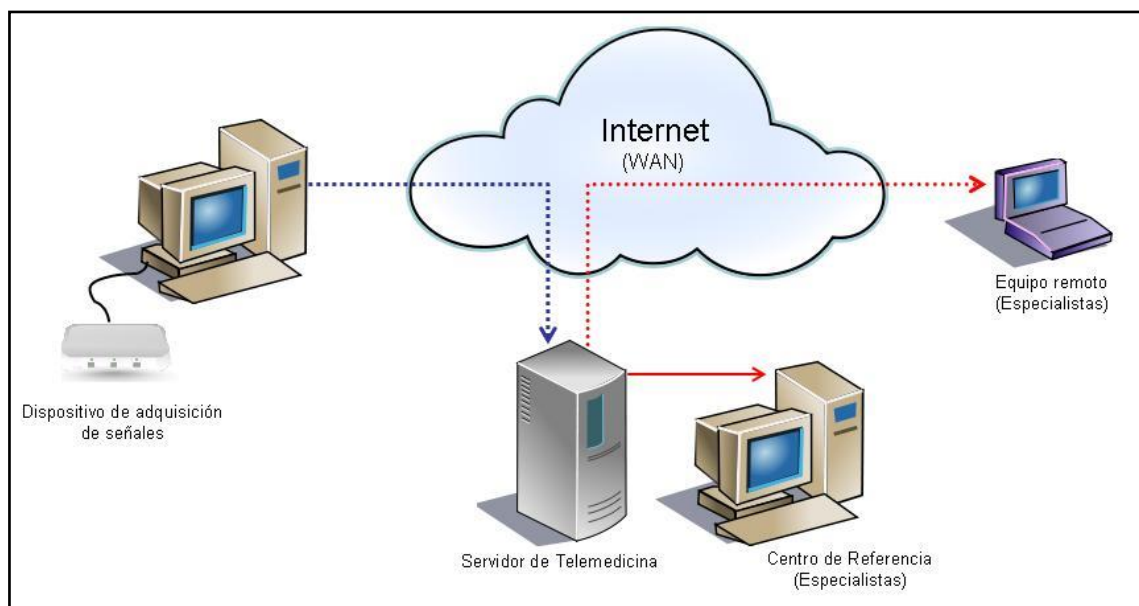 Internet
(WAN)
Equipo remoto
(Especialistas)
Dispositivo de adquisición
de señales
Servidor de Telemedicina
Centro de Referencia
(Especialistas)